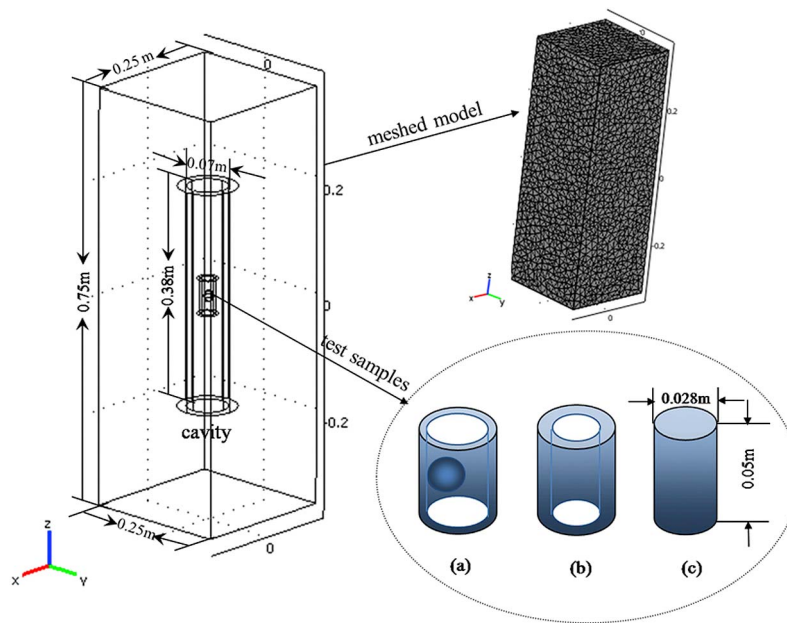 0.25 m
0
0.07m
0.2
0.38m
0.75m
0
-0.2
cavity
0.25m
0
z
x
y
meshed model
0
0.2
0
-0.2
0
z
x
y
test samples
0.028m
0.05m
(a)
(b)
(c)